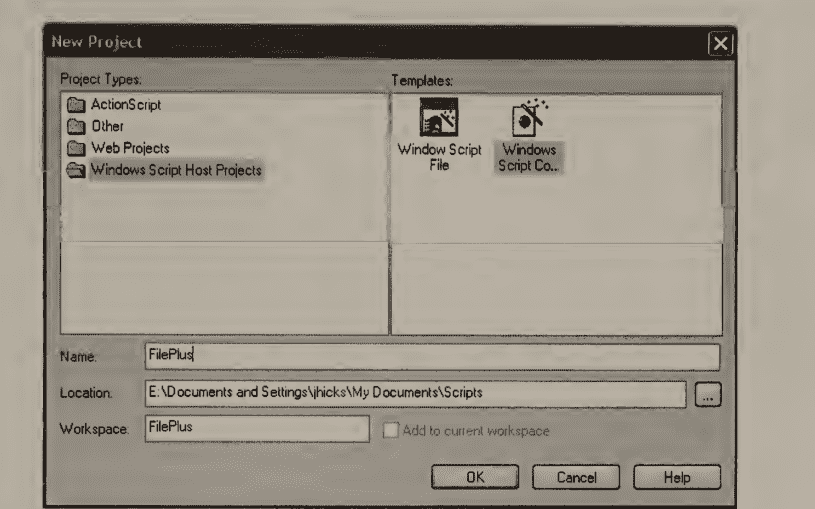 New Project
Project Types:
Templates:
ActionScript
Other
Web Projects
Windows Script Host Projects
Window Script
File
Windows
Script Co...
Name:
FilePlus
Location:
E:\Documents and Settings\jhicks\My Documents\Scripts
...
Workspace:
FilePlus
Add to current workspace
OK
Cancel
Help